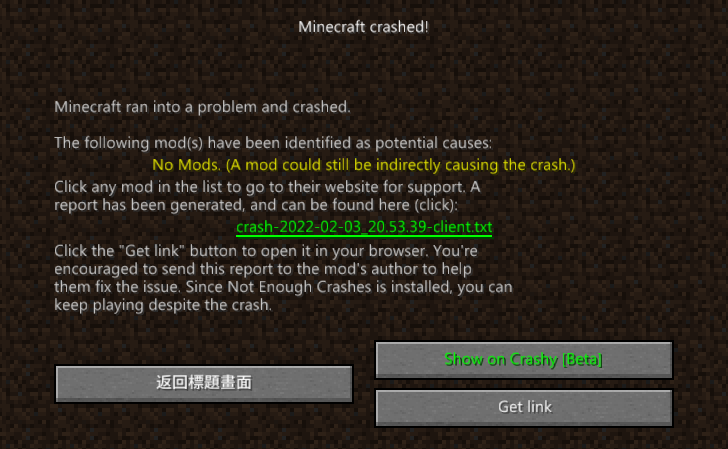 Minecraft crashed!
Minecraft ran into a problem and crashed.
The following mod(s) have been identified as potential causes:
No Mods. (A mod could still be indirectly causing the crash.)
Click any mod in the list to go to their website for support. A
report has been generated, and can be found here (click):
crash-2022-02-03_20.53.39-client.txt
Click the "Get link" button to open it in your browser. You're
encouraged to send this report to the mod's author to help
them fix the issue. Since Not Enough Crashes is installed, you can
keep playing despite the crash.
返回標題畫面
Show on Crashy [Beta]
Get link